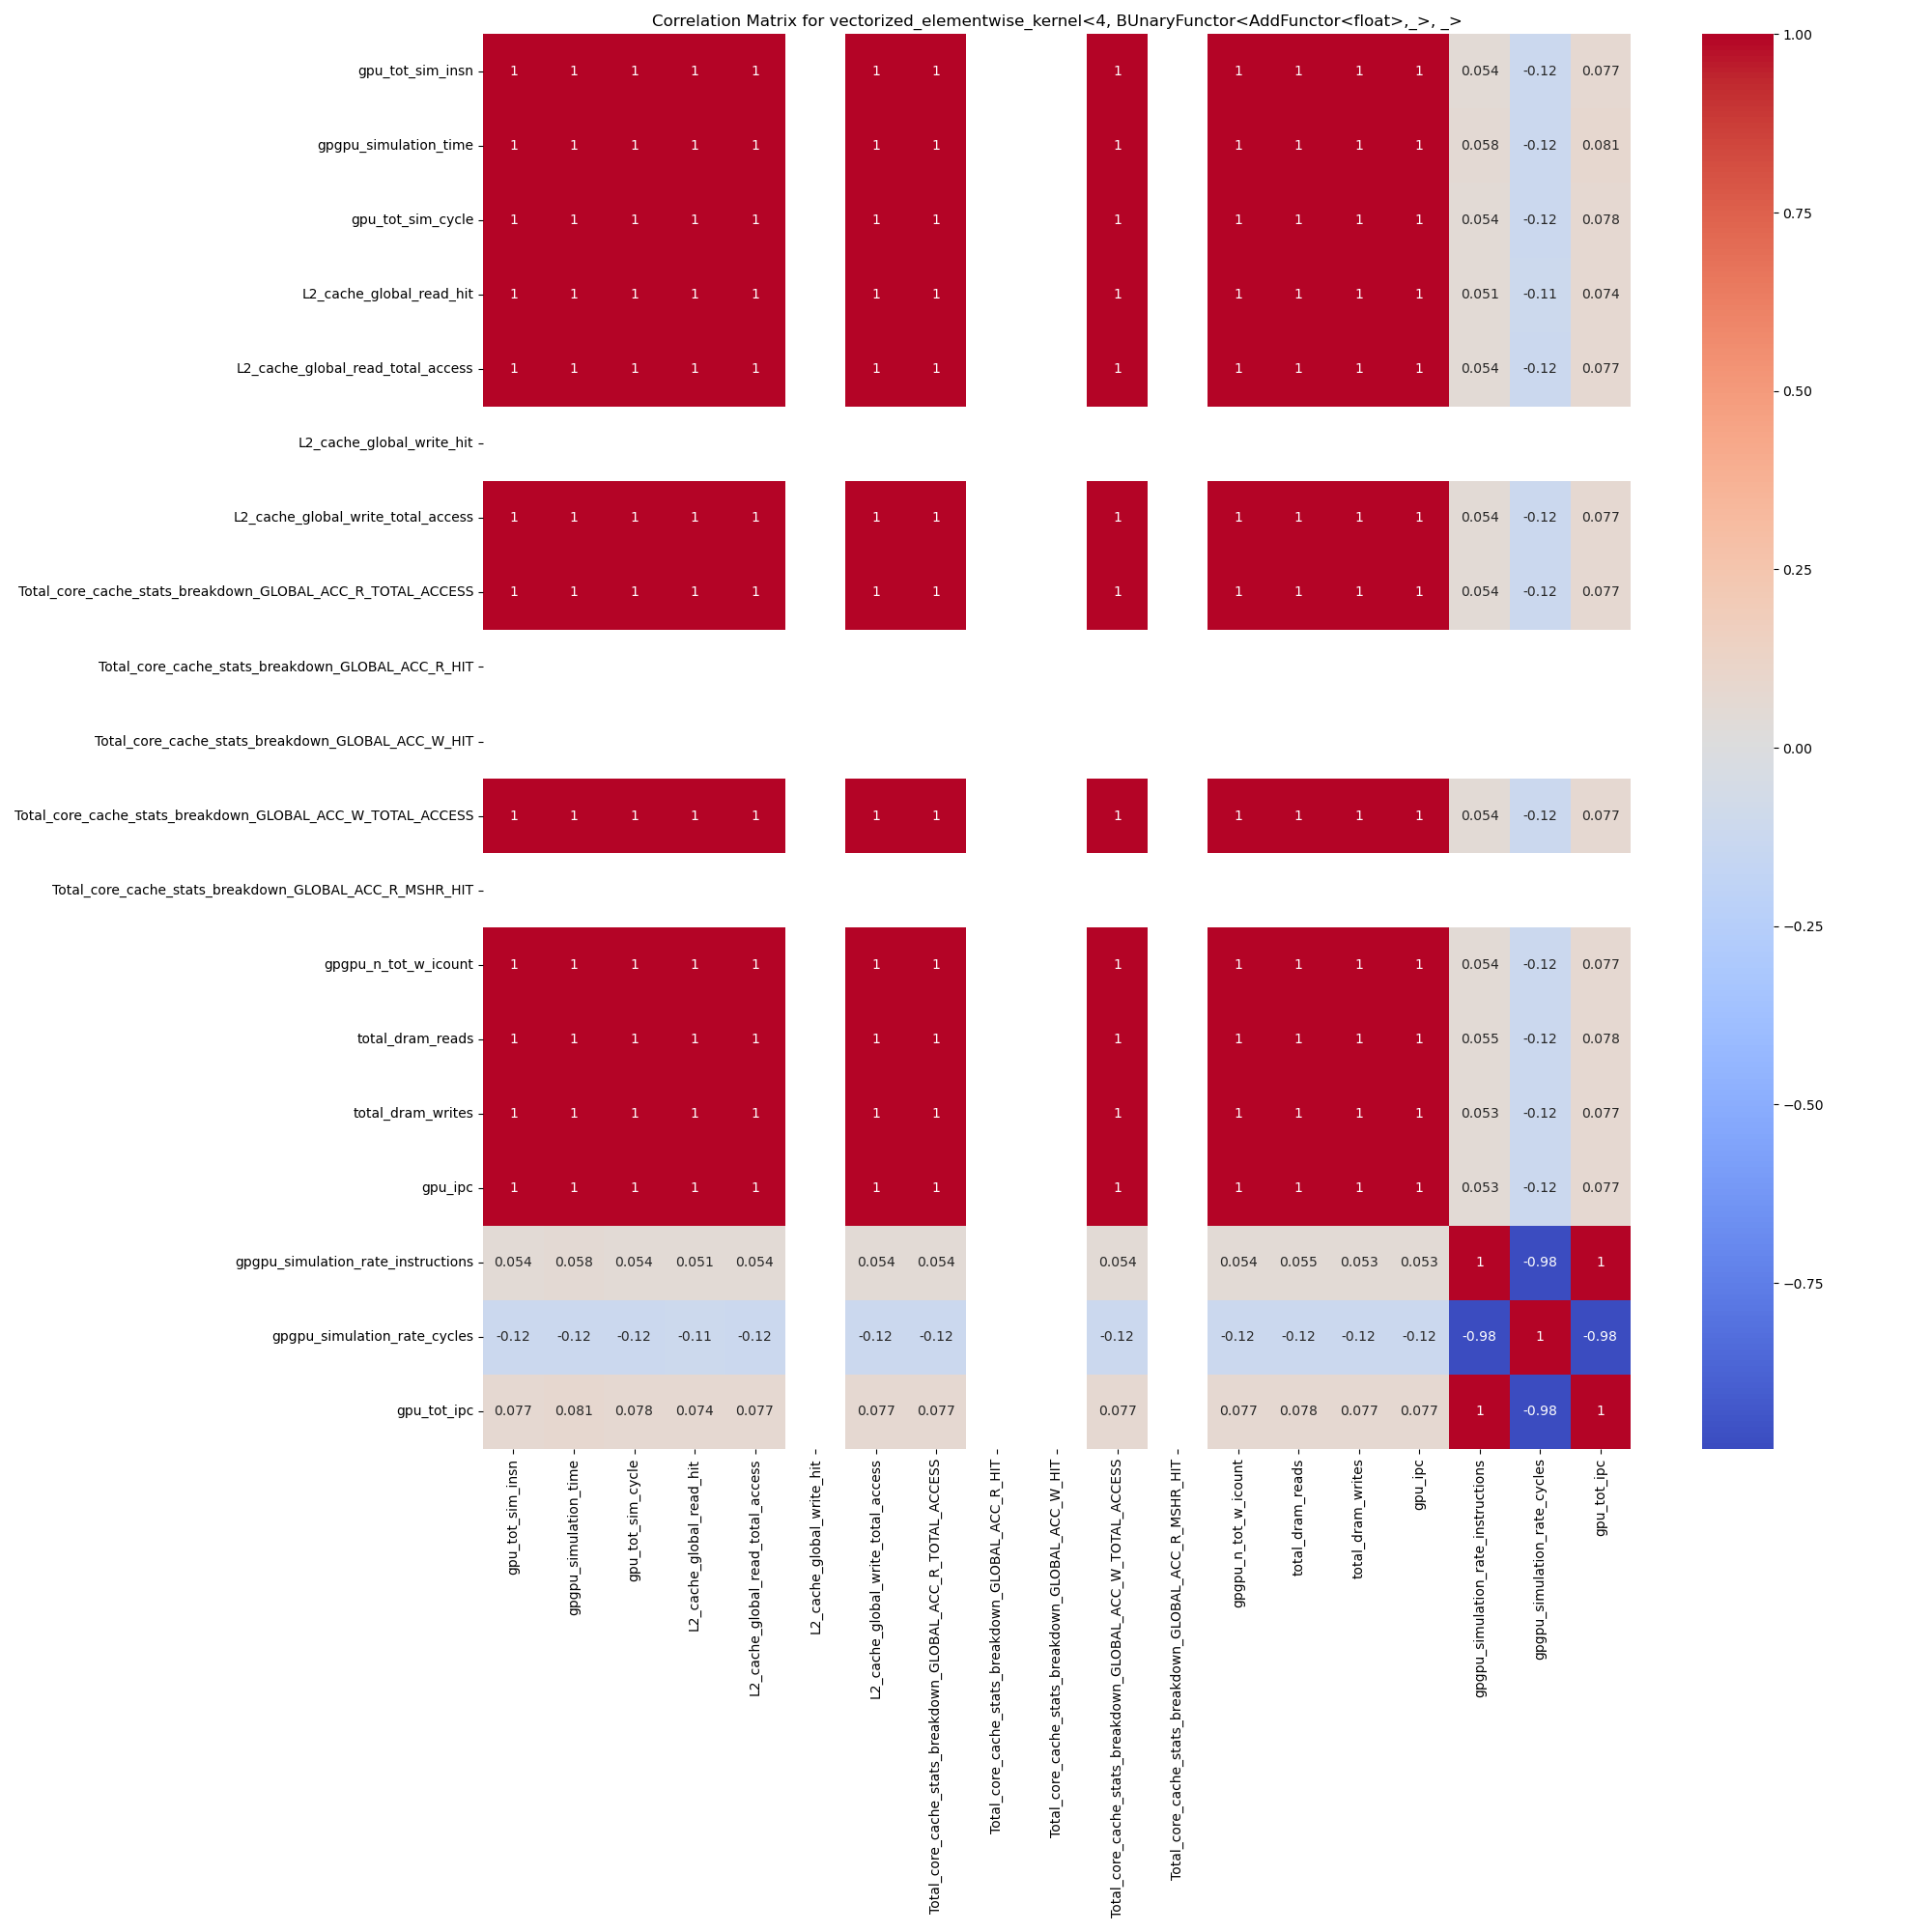 Correlation Matrix for vectorized_elementwise_kernel<4, BUnaryFunctor<AddFunctor<float>,_>, _>
gpu_tot_sim_insn 1 1 1 1 1 1 1 1 1 1 1 1 0.054 -0.12 0.077
gpgpu_simulation_time 1 1 1 1 1 1 1 1 1 1 1 1 0.058 -0.12 0.081
gpu_tot_sim_cycle 1 1 1 1 1 1 1 1 1 1 1 1 0.054 -0.12 0.078
L2_cache_global_read_hit 1 1 1 1 1 1 1 1 1 1 1 1 0.051 -0.11 0.074
L2_cache_global_read_total_access 1 1 1 1 1 1 1 1 1 1 1 1 0.054 -0.12 0.077
L2_cache_global_write_hit
L2_cache_global_write_total_access 1 1 1 1 1 1 1 1 1 1 1 1 0.054 -0.12 0.077
Total_core_cache_stats_breakdown_GLOBAL_ACC_R_TOTAL_ACCESS 1 1 1 1 1 1 1 1 1 1 1 1 0.054 -0.12 0.077
Total_core_cache_stats_breakdown_GLOBAL_ACC_R_HIT
Total_core_cache_stats_breakdown_GLOBAL_ACC_W_HIT
Total_core_cache_stats_breakdown_GLOBAL_ACC_W_TOTAL_ACCESS 1 1 1 1 1 1 1 1 1 1 1 1 0.054 -0.12 0.077
Total_core_cache_stats_breakdown_GLOBAL_ACC_R_MSHR_HIT
gpgpu_n_tot_w_icount 1 1 1 1 1 1 1 1 1 1 1 1 0.054 -0.12 0.077
total_dram_reads 1 1 1 1 1 1 1 1 1 1 1 1 0.055 -0.12 0.078
total_dram_writes 1 1 1 1 1 1 1 1 1 1 1 1 0.053 -0.12 0.077
gpu_ipc 1 1 1 1 1 1 1 1 1 1 1 1 0.053 -0.12 0.077
gpgpu_simulation_rate_instructions 0.054 0.058 0.054 0.051 0.054 0.054 0.054 0.054 0.054 0.055 0.053 0.053 1 -0.98 1
gpgpu_simulation_rate_cycles -0.12 -0.12 -0.12 -0.11 -0.12 -0.12 -0.12 -0.12 -0.12 -0.12 -0.12 -0.12 -0.98 1 -0.98
gpu_tot_ipc 0.077 0.081 0.078 0.074 0.077 0.077 0.077 0.077 0.077 0.078 0.077 0.077 1 -0.98 1
gpu_tot_sim_insn
gpgpu_simulation_time
gpu_tot_sim_cycle
L2_cache_global_read_hit
L2_cache_global_read_total_access
L2_cache_global_write_hit
L2_cache_global_write_total_access
Total_core_cache_stats_breakdown_GLOBAL_ACC_R_TOTAL_ACCESS
Total_core_cache_stats_breakdown_GLOBAL_ACC_R_HIT
Total_core_cache_stats_breakdown_GLOBAL_ACC_W_HIT
Total_core_cache_stats_breakdown_GLOBAL_ACC_W_TOTAL_ACCESS
Total_core_cache_stats_breakdown_GLOBAL_ACC_R_MSHR_HIT
gpgpu_n_tot_w_icount
total_dram_reads
total_dram_writes
gpu_ipc
gpgpu_simulation_rate_instructions
gpgpu_simulation_rate_cycles
gpu_tot_ipc
1.00
0.75
0.50
0.25
0.00
−0.25
−0.50
−0.75